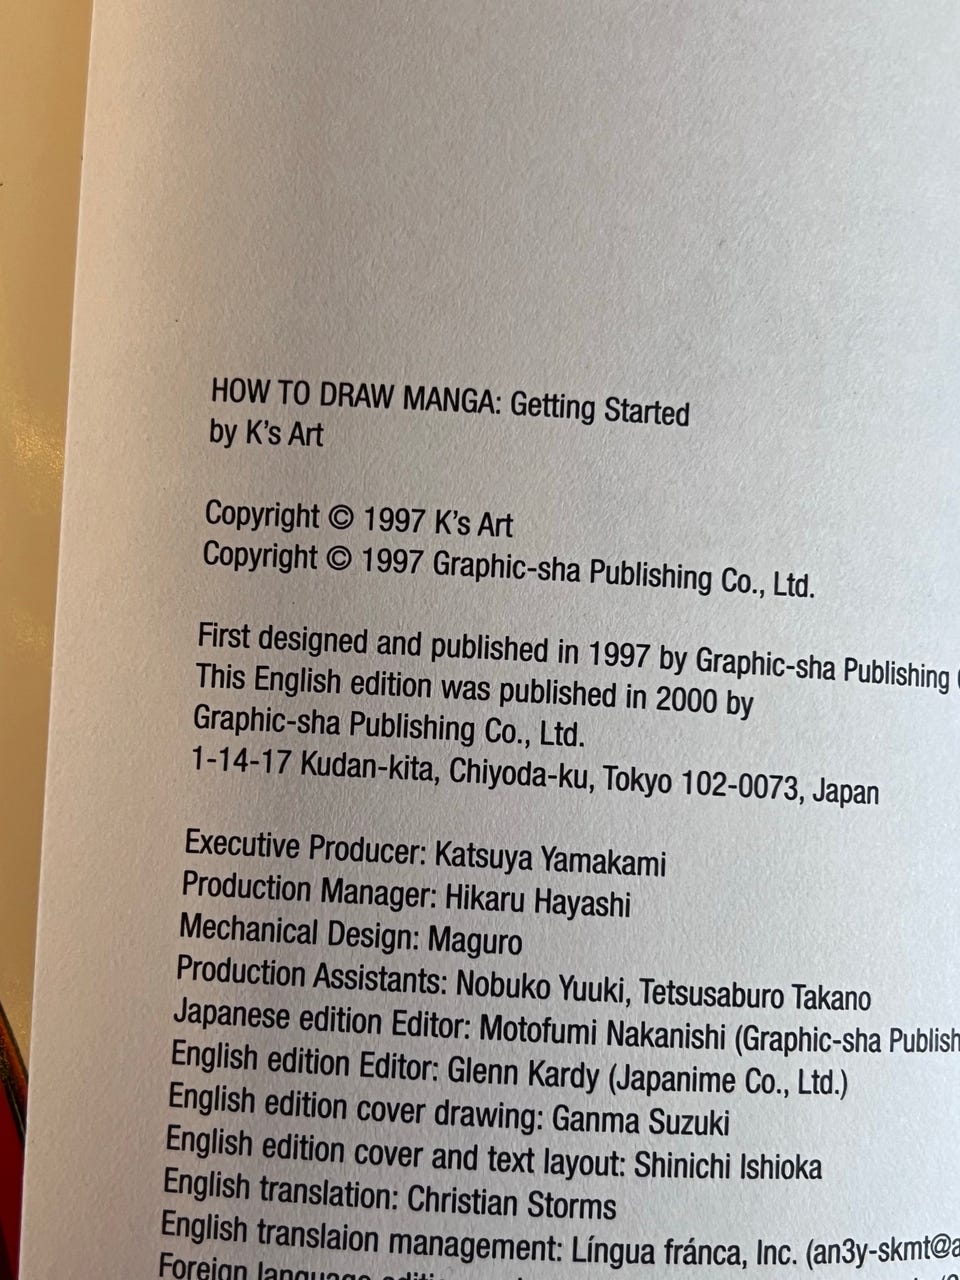 HOW TO DRAW MANGA: Getting Started
by K's Art
Copyright © 1997 K's Art
Copyright © 1997 Graphic-sha Publishing Co., Ltd.
First designed and published in 1997 by Graphic-sha Publishing
This English edition was published in 2000 by
Graphic-sha Publishing Co., Ltd.
1-14-17 Kudan-kita, Chiyoda-ku, Tokyo 102-0073, Japan
Executive Producer: Katsuya Yamakami
Production Manager: Hikaru Hayashi
Mechanical Design: Maguro
Production Assistants: Nobuko Yuuki, Tetsusaburo Takano
Japanese edition Editor: Motofumi Nakanishi (Graphic-sha Publish
English edition Editor: Glenn Kardy (Japanime Co., Ltd.)
English edition cover drawing: Ganma Suzuki
English edition cover and text layout: Shinichi Ishioka
English translation: Christian Storms
English translaion management: Língua fránca, Inc. (an3y-skmt@a
Foreign language